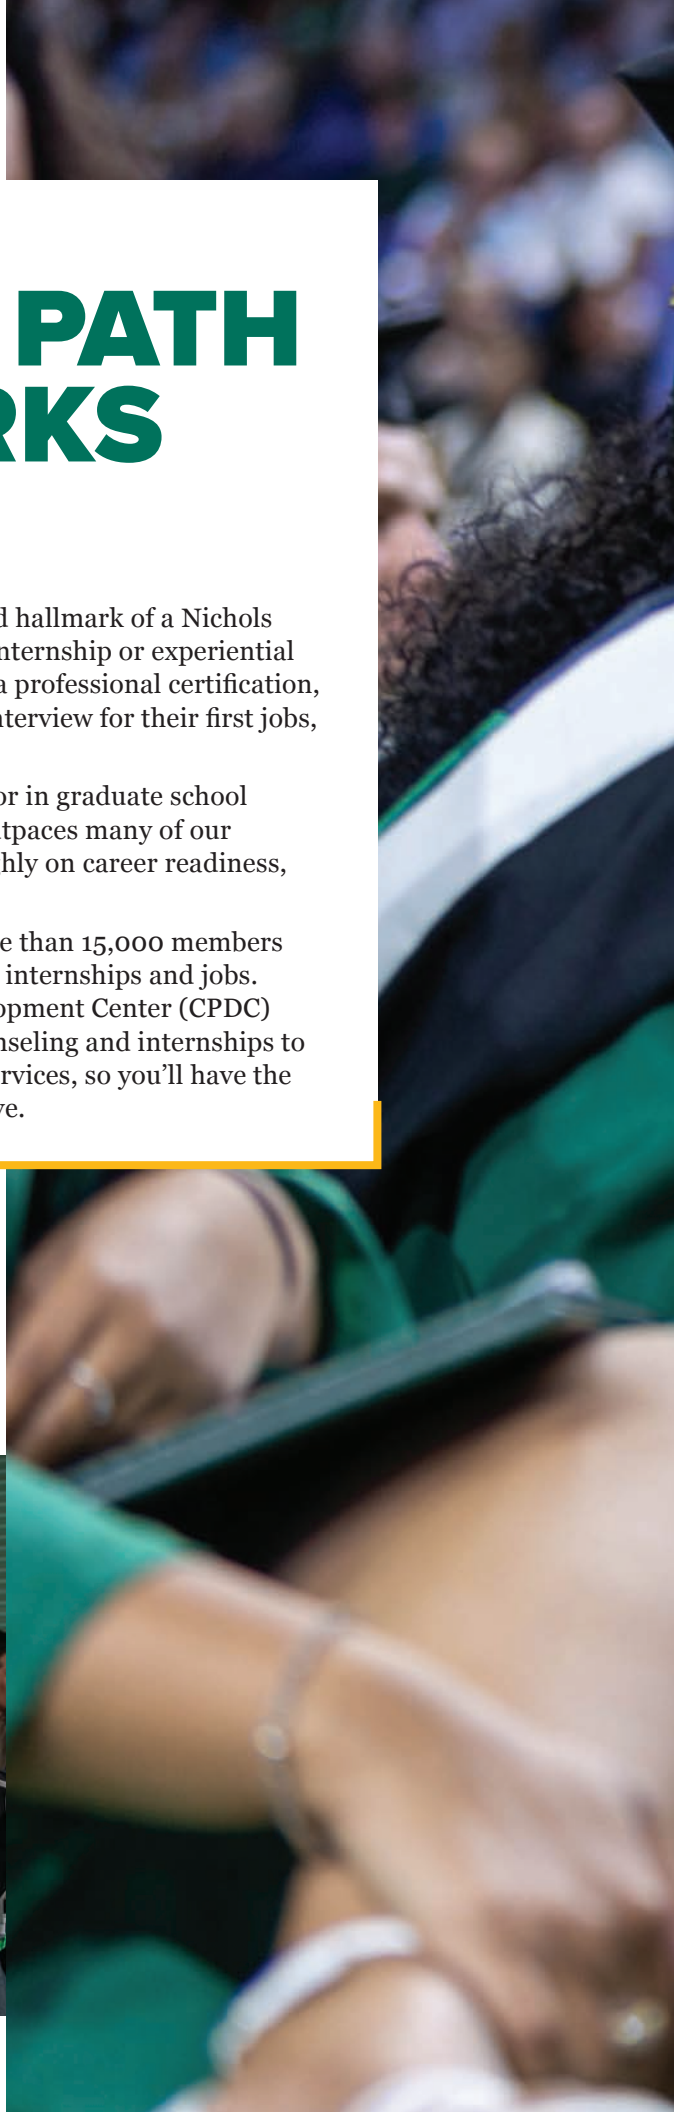 PATH
RKS
d hallmark of a Nichols
nternship or experiential
a professional certification,
nterview for their first jobs,
or in graduate school
tpaces many of our
hly on career readiness,
e than 15,000 members
internships and jobs.
opment Center (CPDC)
nseling and internships to
rvices, so you’ll have the
ve.